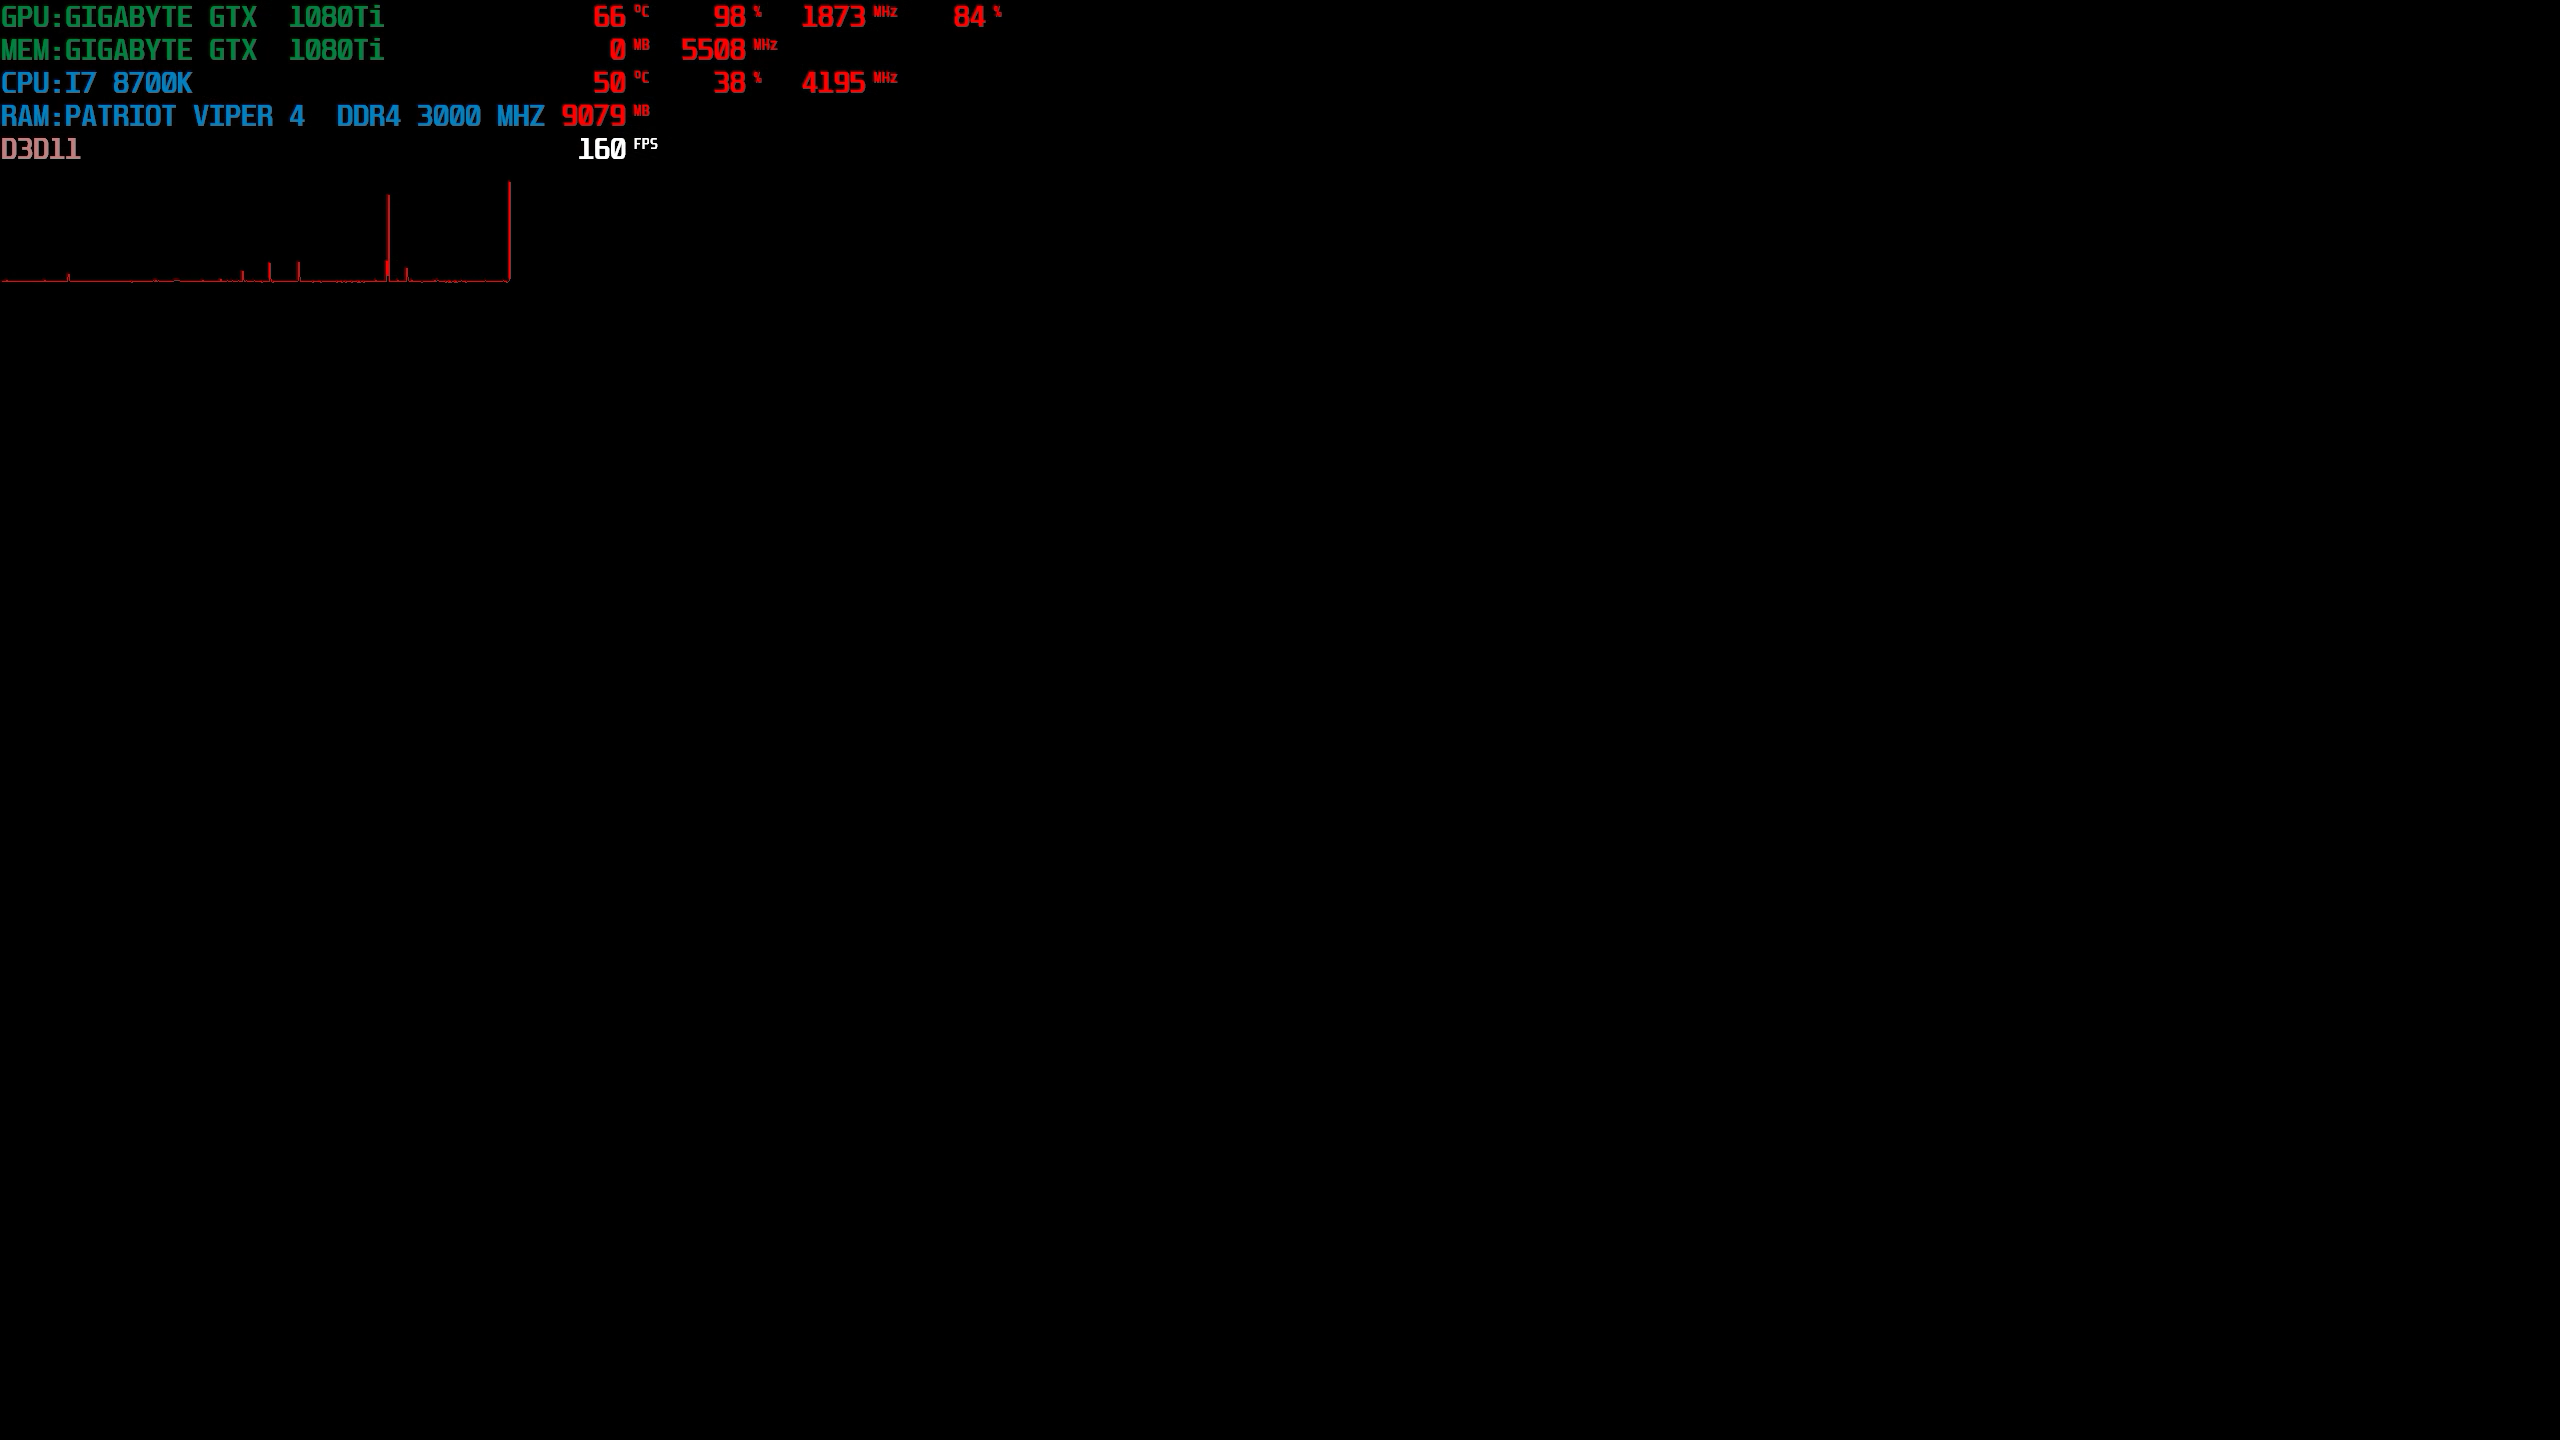 GPU:GIGABYTE GTX  1080Ti 66 °C 98 % 1873 MHz 84 %
MEM:GIGABYTE GTX  1080Ti 0 MB 5508 MHz
CPU:I7 8700K 50 °C 38 % 4195 MHz
RAM:PATRIOT VIPER 4  DDR4 3000 MHZ 9079 MB
D3D11 160 FPS